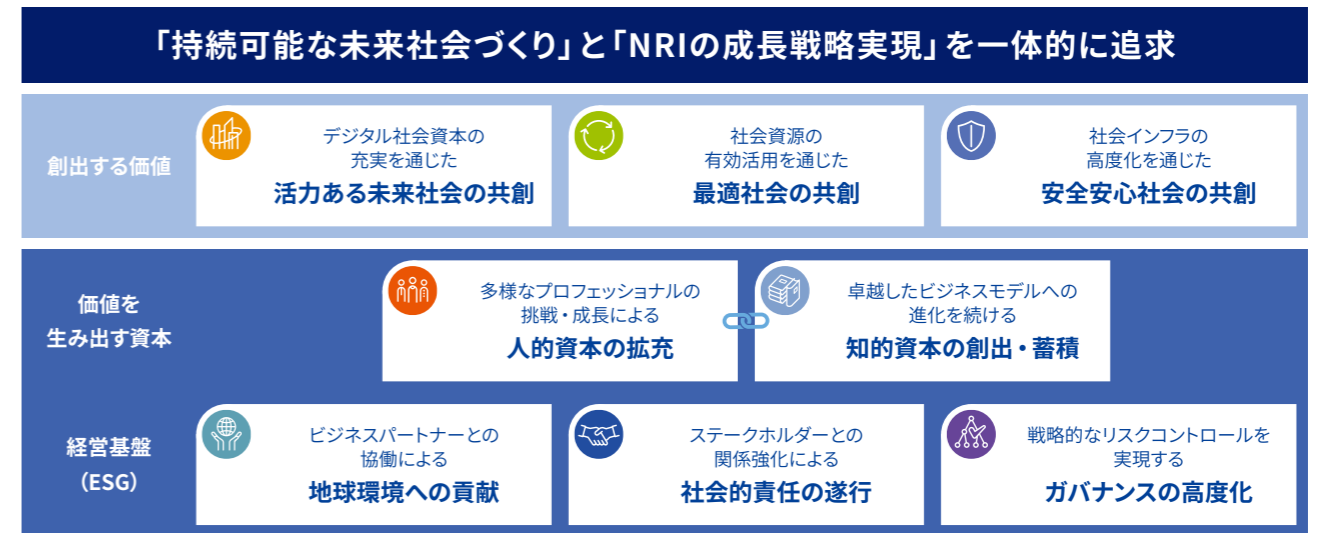 「持続可能な未来社会づくり」と「NRIの成長戦略実現」を一体的に追求
創出する価値
デジタル社会資本の
充実を通じた
活力ある未来社会の共創
社会資源の
有効活用を通じた
最適社会の共創
社会インフラの
高度化を通じた
安全安心社会の共創
価値を
生み出す資本
多様なプロフェッショナルの
挑戦・成長による
人的資本の拡充
卓越したビジネスモデルへの
進化を続ける
知的資本の創出・蓄積
経営基盤
（ESG）
ビジネスパートナーとの
協働による
地球環境への貢献
ステークホルダーとの
関係強化による
社会的責任の遂行
戦略的なリスクコントロールを
実現する
ガバナンスの高度化